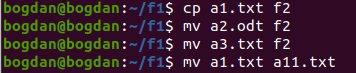 bogdan@bogdan:~/f1$ cp a1.txt f2
bogdan@bogdan:~/f1$ mv a2.odt f2
bogdan@bogdan:~/f1$ mv a3.txt f2
bogdan@bogdan:~/f1$ mv a1.txt a11.txt